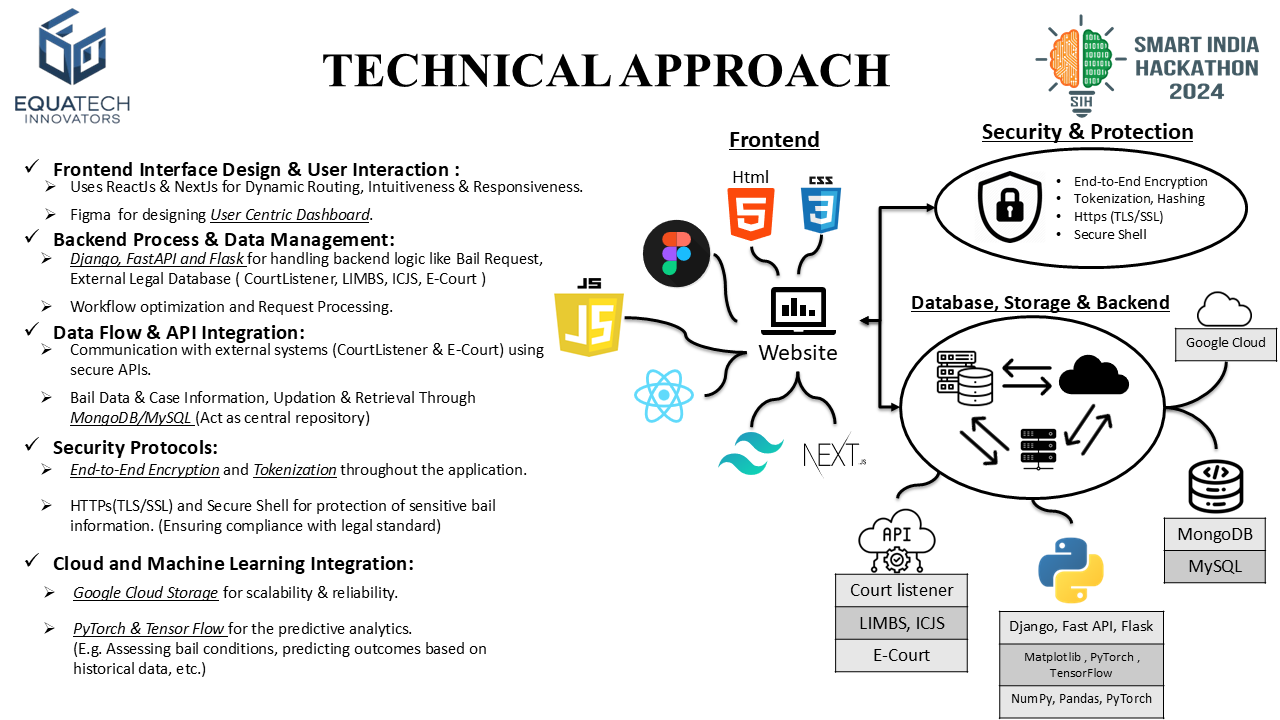 EQUATECH
INNOVATORS
TECHNICAL APPROACH
SIH
SMART INDIA
HACKATHON
2024
✓ Frontend Interface Design & User Interaction :
➢ Uses ReactJs & NextJs for Dynamic Routing, Intuitiveness & Responsiveness.
➢ Figma for designing User Centric Dashboard.
✓ Backend Process & Data Management:
➢ Django, FastAPI and Flask for handling backend logic like Bail Request,
External Legal Database ( CourtListener, LIMBS, ICJS, E-Court )
➢ Workflow optimization and Request Processing.
✓ Data Flow & API Integration:
➢ Communication with external systems (CourtListener & E-Court) using
secure APIs.
➢ Bail Data & Case Information, Updation & Retrieval Through
MongoDB/MySQL (Act as central repository)
✓ Security Protocols:
➢ End-to-End Encryption and Tokenization throughout the application.
➢ HTTPs(TLS/SSL) and Secure Shell for protection of sensitive bail
information. (Ensuring compliance with legal standard)
✓ Cloud and Machine Learning Integration:
➢ Google Cloud Storage for scalability & reliability.
➢ PyTorch & Tensor Flow for the predictive analytics.
(E.g. Assessing bail conditions, predicting outcomes based on
historical data, etc.)
Frontend
Html
5
CSS
3
JS
JS
Website
NEXT.JS
Security & Protection
• End-to-End Encryption
• Tokenization, Hashing
• Https (TLS/SSL)
• Secure Shell
Database, Storage & Backend
Google Cloud
API
Court listener
LIMBS, ICJS
E-Court
Django, Fast API, Flask
Matplotlib , PyTorch ,
TensorFlow
NumPy, Pandas, PyTorch
</>
MongoDB
MySQL